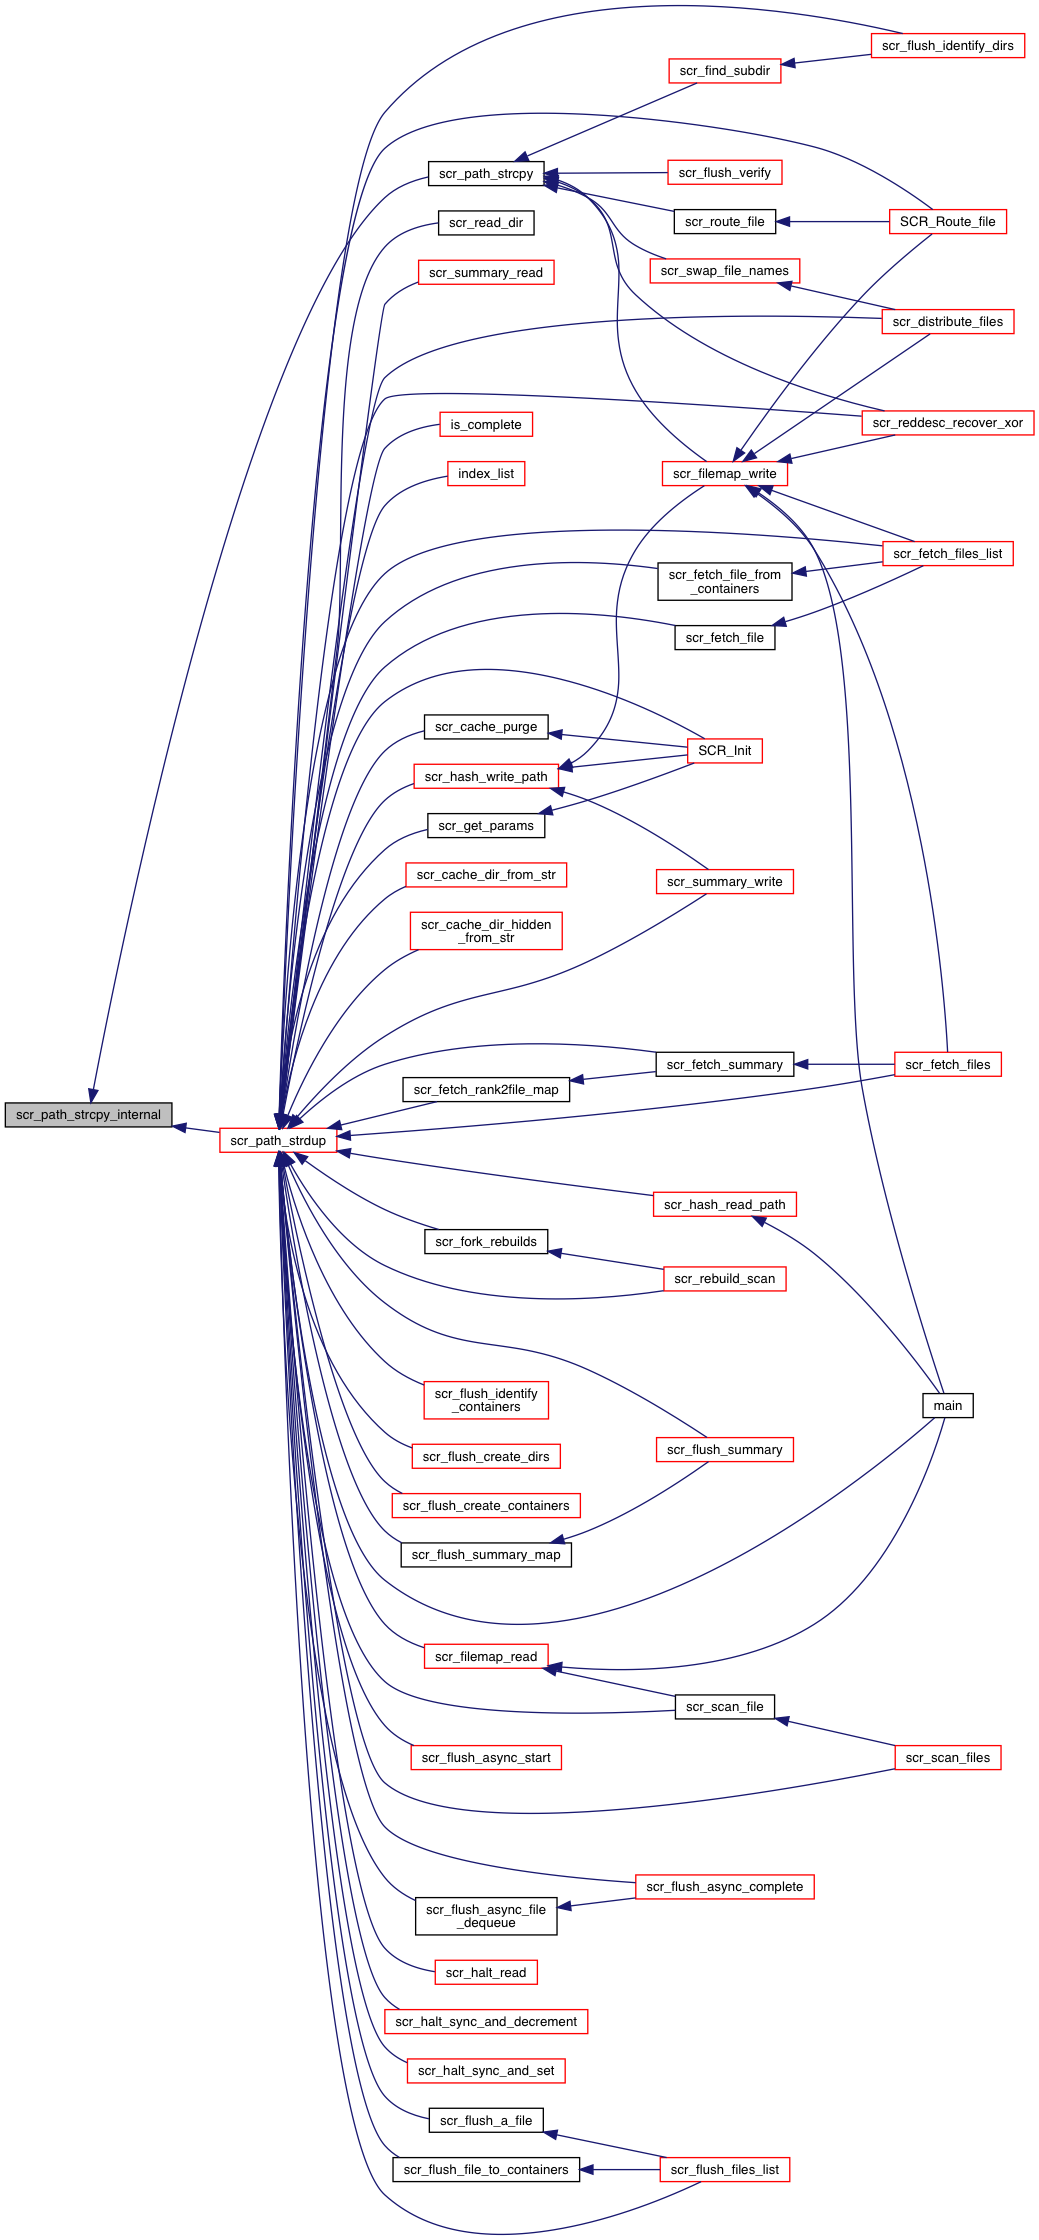 scr_flush_identify_dirs
scr_find_subdir
scr_path_strcpy
scr_flush_verify
scr_read_dir
scr_route_file
SCR_Route_file
scr_summary_read
scr_swap_file_names
scr_distribute_files
is_complete
scr_reddesc_recover_xor
index_list
scr_filemap_write
scr_fetch_files_list
scr_fetch_file_from
_containers
scr_fetch_file
scr_cache_purge
SCR_Init
scr_hash_write_path
scr_get_params
scr_cache_dir_from_str
scr_summary_write
scr_cache_dir_hidden
_from_str
scr_fetch_summary
scr_fetch_files
scr_fetch_rank2file_map
scr_path_strcpy_internal
scr_path_strdup
scr_hash_read_path
scr_fork_rebuilds
scr_rebuild_scan
scr_flush_identify
_containers
main
scr_flush_create_dirs
scr_flush_summary
scr_flush_create_containers
scr_flush_summary_map
scr_filemap_read
scr_scan_file
scr_flush_async_start
scr_scan_files
scr_flush_async_complete
scr_flush_async_file
_dequeue
scr_halt_read
scr_halt_sync_and_decrement
scr_halt_sync_and_set
scr_flush_a_file
scr_flush_file_to_containers
scr_flush_files_list